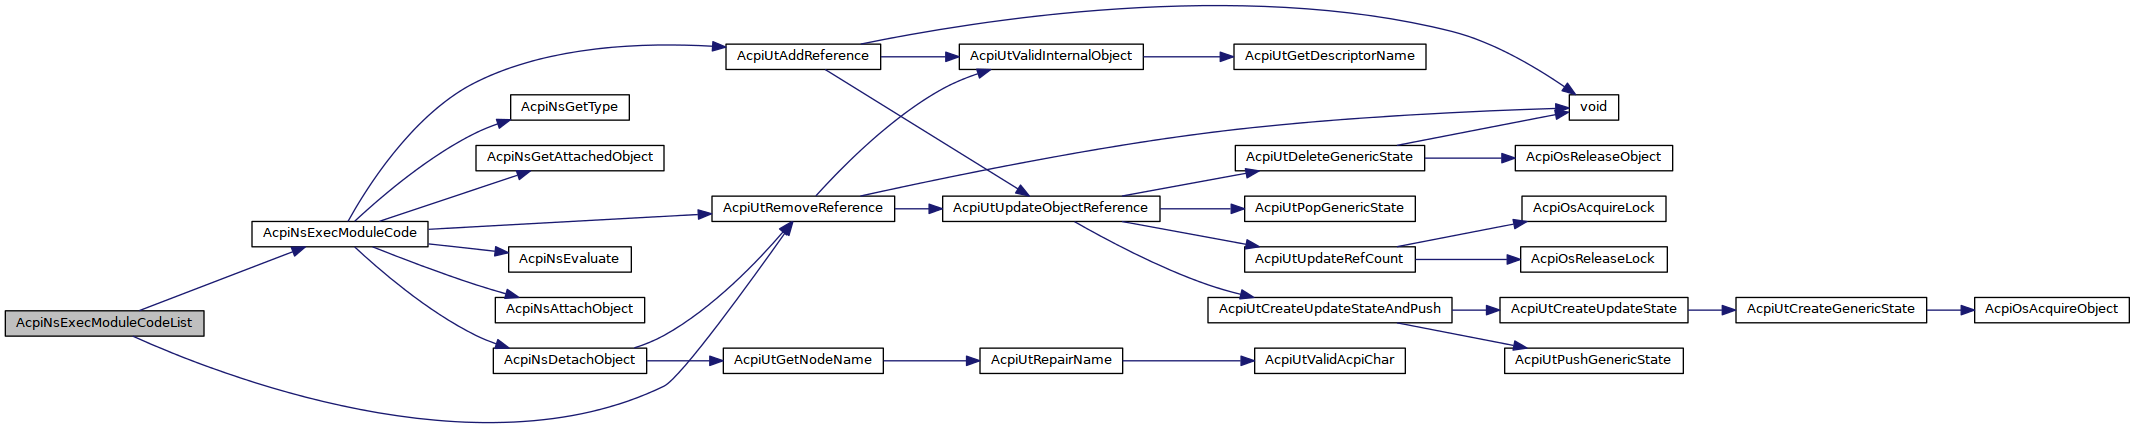 AcpiUtAddReference
AcpiUtValidInternalObject
AcpiUtGetDescriptorName
AcpiNsGetType
void
AcpiNsGetAttachedObject
AcpiUtDeleteGenericState
AcpiOsReleaseObject
AcpiUtRemoveReference
AcpiUtUpdateObjectReference
AcpiUtPopGenericState
AcpiOsAcquireLock
AcpiNsExecModuleCode
AcpiNsEvaluate
AcpiUtUpdateRefCount
AcpiOsReleaseLock
AcpiNsAttachObject
AcpiUtCreateUpdateStateAndPush
AcpiUtCreateUpdateState
AcpiUtCreateGenericState
AcpiOsAcquireObject
AcpiNsExecModuleCodeList
AcpiNsDetachObject
AcpiUtGetNodeName
AcpiUtRepairName
AcpiUtValidAcpiChar
AcpiUtPushGenericState